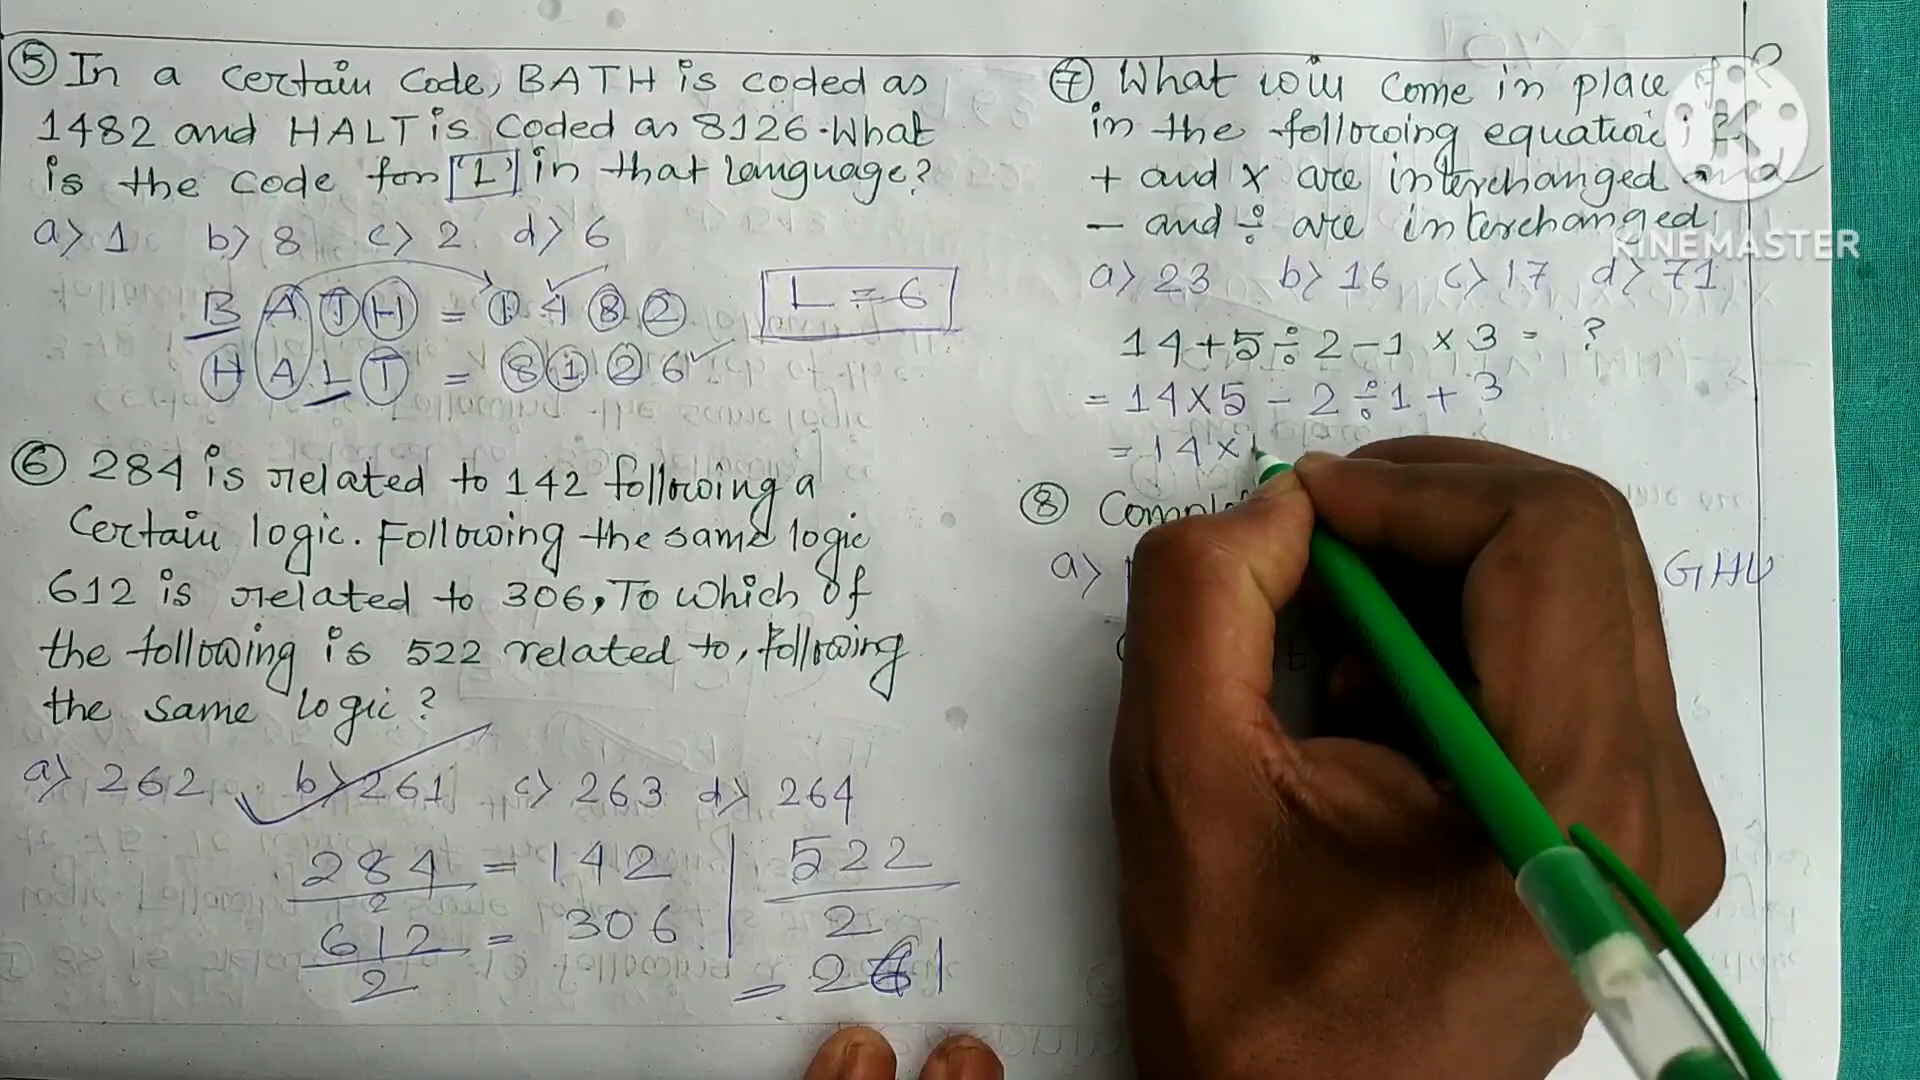 5 In a certain code, BATH is coded as
1482 and HALT is coded as 8126. What
is the code for 'L' in that language?
a) 1 b) 8 c) 2 d) 6
BATH = 1482
HALT = 8126
L = 6
6 284 is related to 142 following a
certain logic. Following the same logic
612 is related to 306, To which of
the following is 522 related to, following
the same logic?
a) 262 b) 261 c) 263 d) 264
284/2 = 142
612/2 = 306
522/2
= 261
7 What will come in place of ?
in the following equation if
+ and × are interchanged and
- and ÷ are interchanged
a) 23 b) 16 c) 17 d) 71
14+5÷2-1×3 = ?
= 14×5-2÷1+3
= 14×
8
a) GHU
K
KINEMASTER